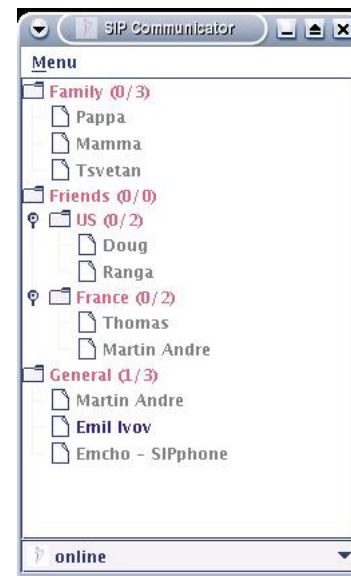 SIP Communicator
Menu
Family (0/3)
Pappa
Mamma
Tsvetan
Friends (0/0)
US (0/2)
Doug
Ranga
France (0/2)
Thomas
Martin Andre
General (1/3)
Martin Andre
Emil Ivov
Emcho - SIPphone
online